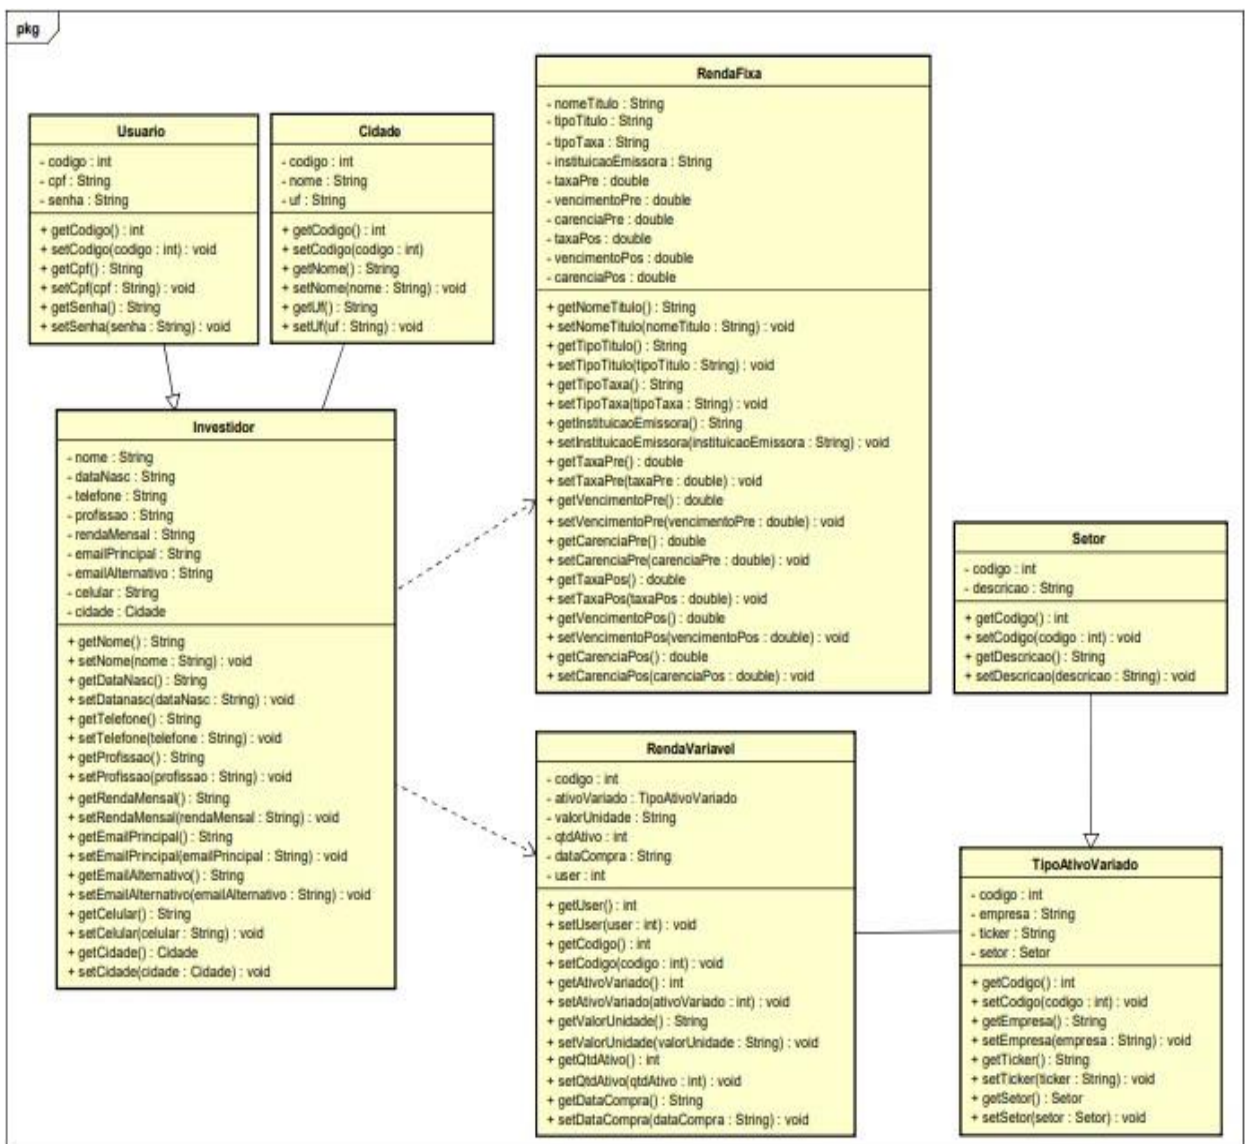 pkg
Usuario
- codigo : int
- cpf : String
- senha : String
+ getCodigo() : int
+ setCodigo(codigo : int) : void
+ getCpf() : String
+ setCpf(cpf : String) : void
+ getSenha() : String
+ setSenha(senha : String) : void
Cidade
- codigo : int
- nome : String
- uf : String
+ getCodigo() : int
+ setCodigo(codigo : int)
+ getNome() : String
+ setNome(nome : String) : void
+ getUf() : String
+ setUf(uf : String) : void
Investidor
- nome : String
- dataNasc : String
- telefone : String
- profissao : String
- rendaMensal : String
- emailPrincipal : String
- emailAlternativo : String
- celular : String
- cidade : Cidade
+ getNome() : String
+ setNome(nome : String) : void
+ getDataNasc() : String
+ setDatanasc(dataNasc : String) : void
+ getTelefone() : String
+ setTelefone(telefone : String) : void
+ getProfissao() : String
+ setProfissao(profissao : String) : void
+ getRendaMensal() : String
+ setRendaMensal(rendaMensal : String) : void
+ getEmailPrincipal() : String
+ setEmailPrincipal(emailPrincipal : String) : void
+ getEmailAlternativo() : String
+ setEmailAlternativo(emailAlternativo : String) : void
+ getCelular() : String
+ setCelular(celular : String) : void
+ getCidade() : Cidade
+ setCidade(cidade : Cidade) : void
RendaFixa
- nomeTitulo : String
- tipoTitulo : String
- tipoTaxa : String
- instituicaoEmissora : String
- taxaPre : double
- vencimentoPre : double
- carenciaPre : double
- taxaPos : double
- vencimentoPos : double
- carenciaPos : double
+ getNomeTitulo() : String
+ setNomeTitulo(nomeTitulo : String) : void
+ getTipoTitulo() : String
+ setTipoTitulo(tipoTitulo : String) : void
+ getTipoTaxa() : String
+ setTipoTaxa(tipoTaxa : String) : void
+ getInstituicaoEmissora() : String
+ setInstituicaoEmissora(instituicaoEmissora : String) : void
+ getTaxaPre() : double
+ setTaxaPre(taxaPre : double) : void
+ getVencimentoPre() : double
+ setVencimentoPre(vencimentoPre : double) : void
+ getCarenciaPre() : double
+ setCarenciaPre(carenciaPre : double) : void
+ getTaxaPos() : double
+ setTaxaPos(taxaPos : double) : void
+ getVencimentoPos() : double
+ setVencimentoPos(vencimentoPos : double) : void
+ getCarenciaPos() : double
+ setCarenciaPos(carenciaPos : double) : void
RendaVariavel
- codigo : int
- ativoVariado : TipoAtivoVariado
- valorUnidade : String
- qtdAtivo : int
- dataCompra : String
- user : int
+ getUser() : int
+ setUser(user : int) : void
+ getCodigo() : int
+ setCodigo(codigo : int) : void
+ getAtivoVariado() : int
+ setAtivoVariado(ativoVariado : int) : void
+ getValorUnidade() : String
+ setValorUnidade(valorUnidade : String) : void
+ getQtdAtivo() : int
+ setQtdAtivo(qtdAtivo : int) : void
+ getDataCompra() : String
+ setDataCompra(dataCompra : String) : void
Setor
- codigo : int
- descricao : String
+ getCodigo() : int
+ setCodigo(codigo : int) : void
+ getDescricao() : String
+ setDescricao(descricao : String) : void
TipoAtivoVariado
- codigo : int
- empresa : String
- ticker : String
- setor : Setor
+ getCodigo() : int
+ setCodigo(codigo : int) : void
+ getEmpresa() : String
+ setEmpresa(empresa : String) : void
+ getTicker() : String
+ setTicker(ticker : String) : void
+ getSetor() : Setor
+ setSetor(setor : Setor) : void